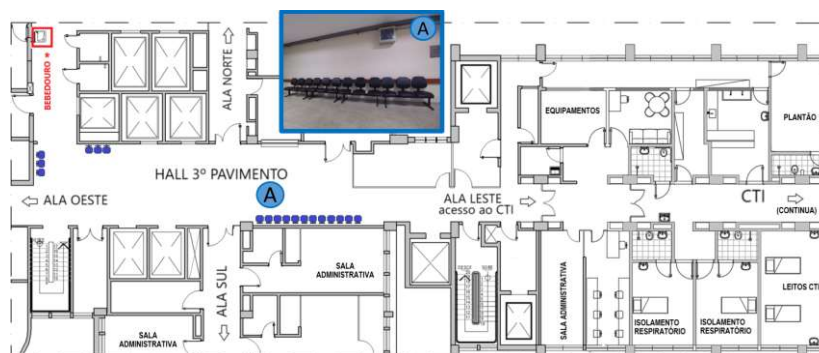 BEBEDOURO *
ALA NORTE
A
EQUIPAMENTOS
PLANTÃO
HALL 3º PAVIMENTO
A
ALA OESTE
ALA LESTE
acesso ao CTI
CTI
(CONTINUA)
ALA SUL
SALA
ADMINISTRATIVA
SALA
ADMINISTRATIVA
SALA ADMINISTRATIVA
ISOLAMENTO
RESPIRATÓRIO
ISOLAMENTO
RESPIRATÓRIO
LEITOS CTI